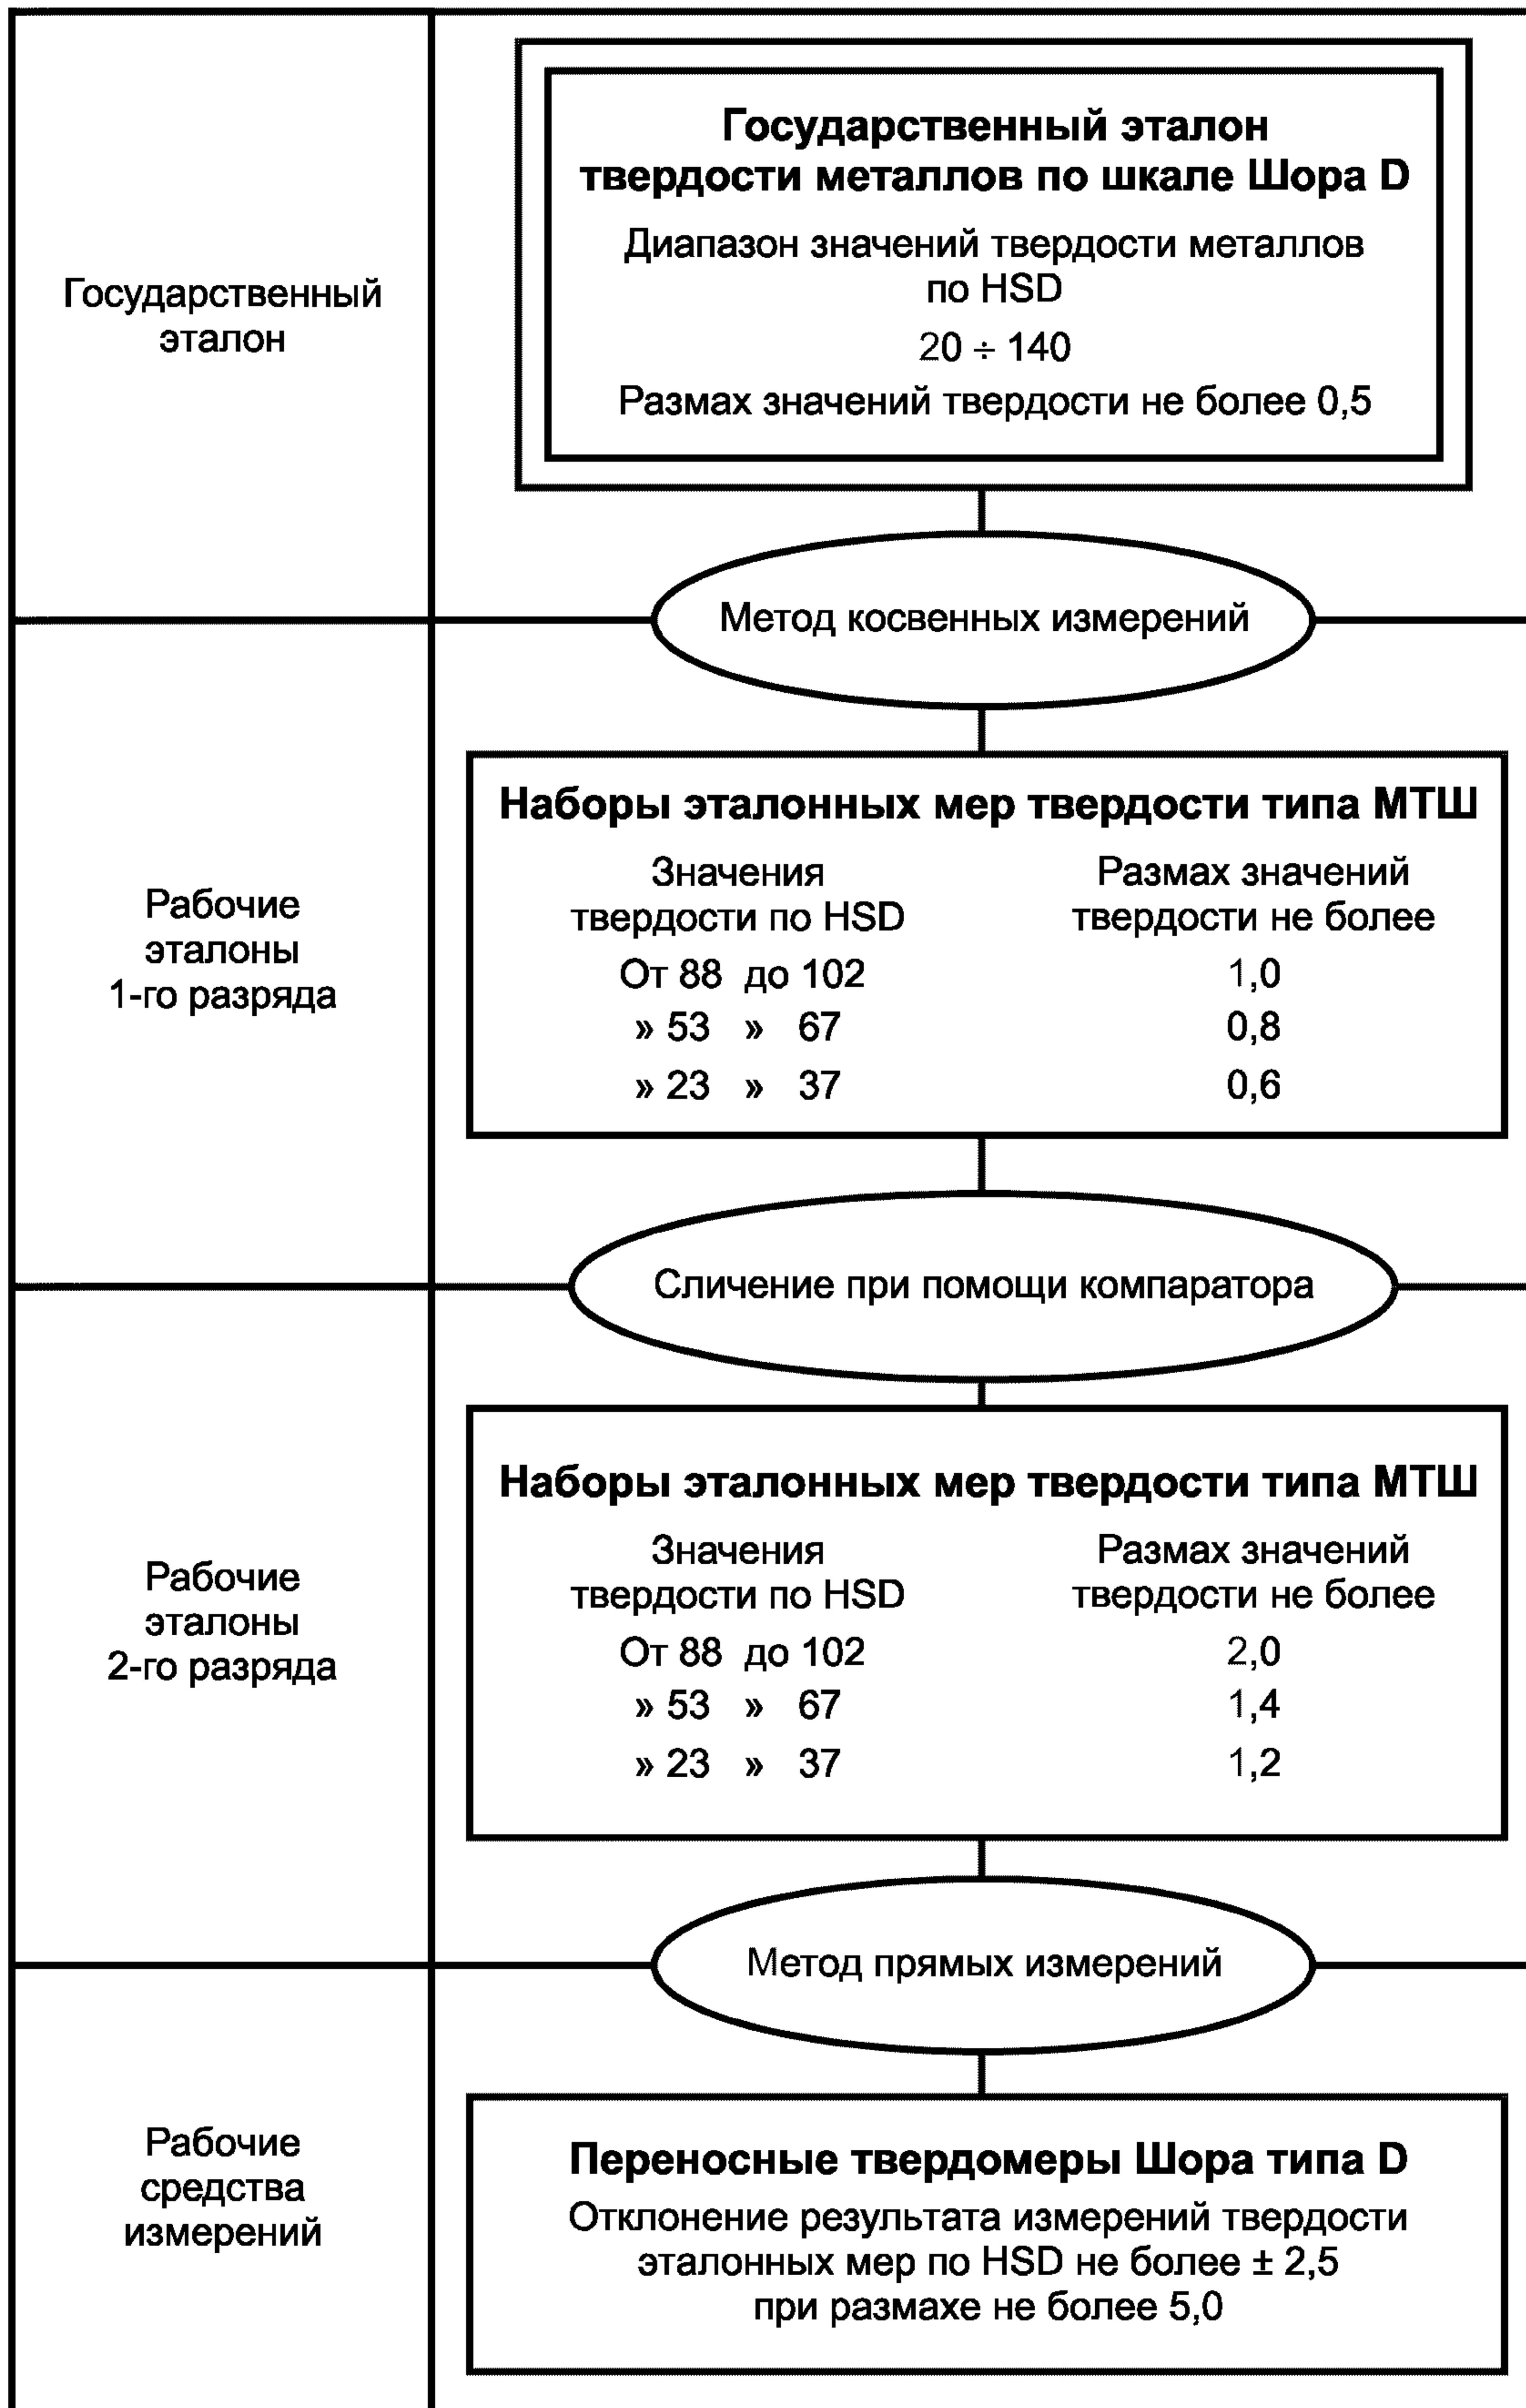 Государственный
эталон
Государственный эталон
твердости металлов по шкале Шора D
Диапазон значений твердости металлов
по HSD
20 ÷ 140
Размах значений твердости не более 0,5
Метод косвенных измерений
Рабочие
эталоны
1-го разряда
Наборы эталонных мер твердости типа МТШ
Значения Размах значений
твердости по HSD твердости не более
От 88 до 102 1,0
» 53 » 67 0,8
» 23 » 37 0,6
Сличение при помощи компаратора
Рабочие
эталоны
2-го разряда
Наборы эталонных мер твердости типа МТШ
Значения Размах значений
твердости по HSD твердости не более
От 88 до 102 2,0
» 53 » 67 1,4
» 23 » 37 1,2
Метод прямых измерений
Рабочие
средства
измерений
Переносные твердомеры Шора типа D
Отклонение результата измерений твердости
эталонных мер по HSD не более ± 2,5
при размахе не более 5,0